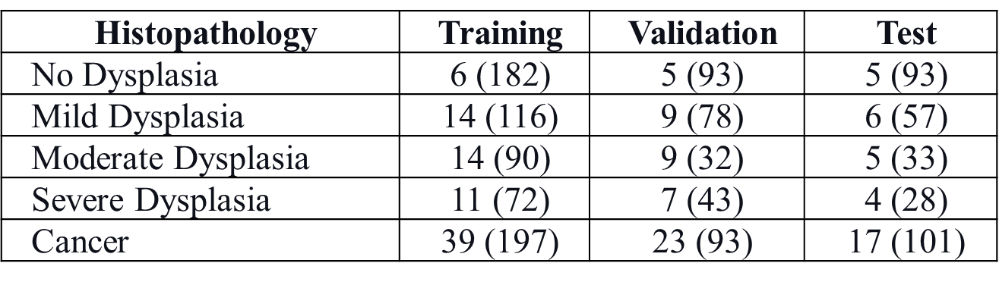 Histopathology Training Validation Test
No Dysplasia 6 (182) 5 (93) 5 (93)
Mild Dysplasia 14 (116) 9 (78) 6 (57)
Moderate Dysplasia 14 (90) 9 (32) 5 (33)
Severe Dysplasia 11 (72) 7 (43) 4 (28)
Cancer 39 (197) 23 (93) 17 (101)